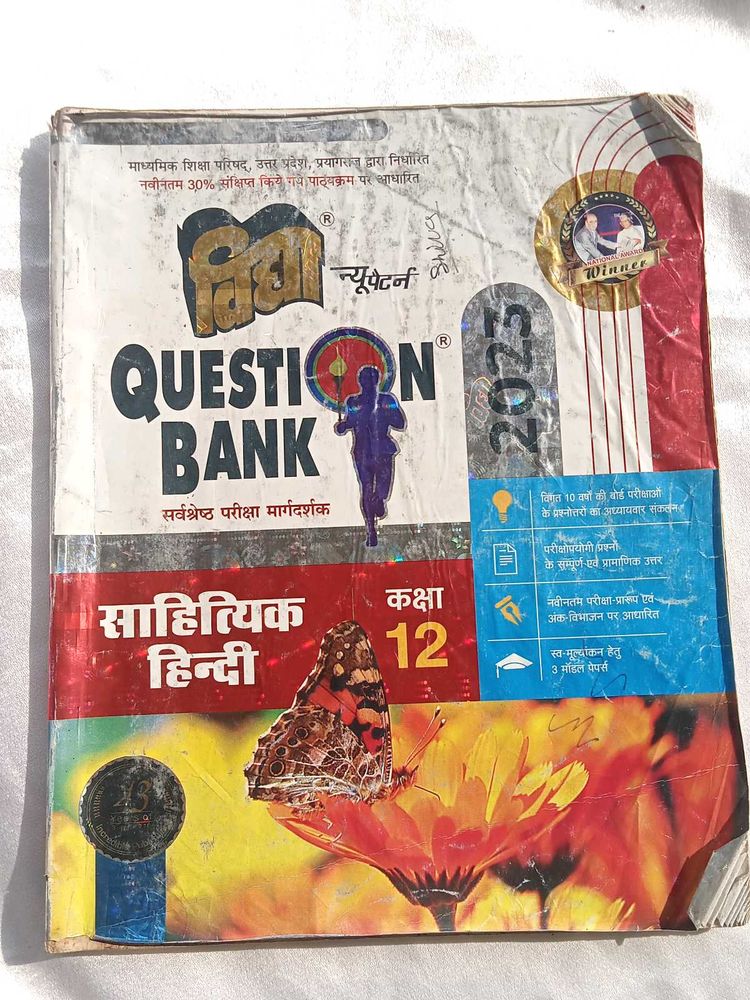 माध्यमिक शिक्षा परिषद्, उत्तर प्रदेश, प्रयागराज द्वारा निर्धारित
नवीनतम 30% संक्षिप्त किये गये पाठ्यक्रम पर आधारित
विद्या®
न्यू पैटर्न
NATIONAL AWARD
Winner
QUESTION®
BANK
2023
सर्वश्रेष्ठ परीक्षा मार्गदर्शक
विगत 10 वर्षों की बोर्ड परीक्षाओं
के प्रश्नोत्तरों का अध्यायवार संकलन
परीक्षोपयोगी प्रश्नों
के सम्पूर्ण एवं प्रामाणिक उत्तर
नवीनतम परीक्षा-प्रारूप एवं
अंक-विभाजन पर आधारित
स्व-मूल्यांकन हेतु
3 मॉडल पेपर्स
साहित्यिक
हिन्दी
कक्षा
12